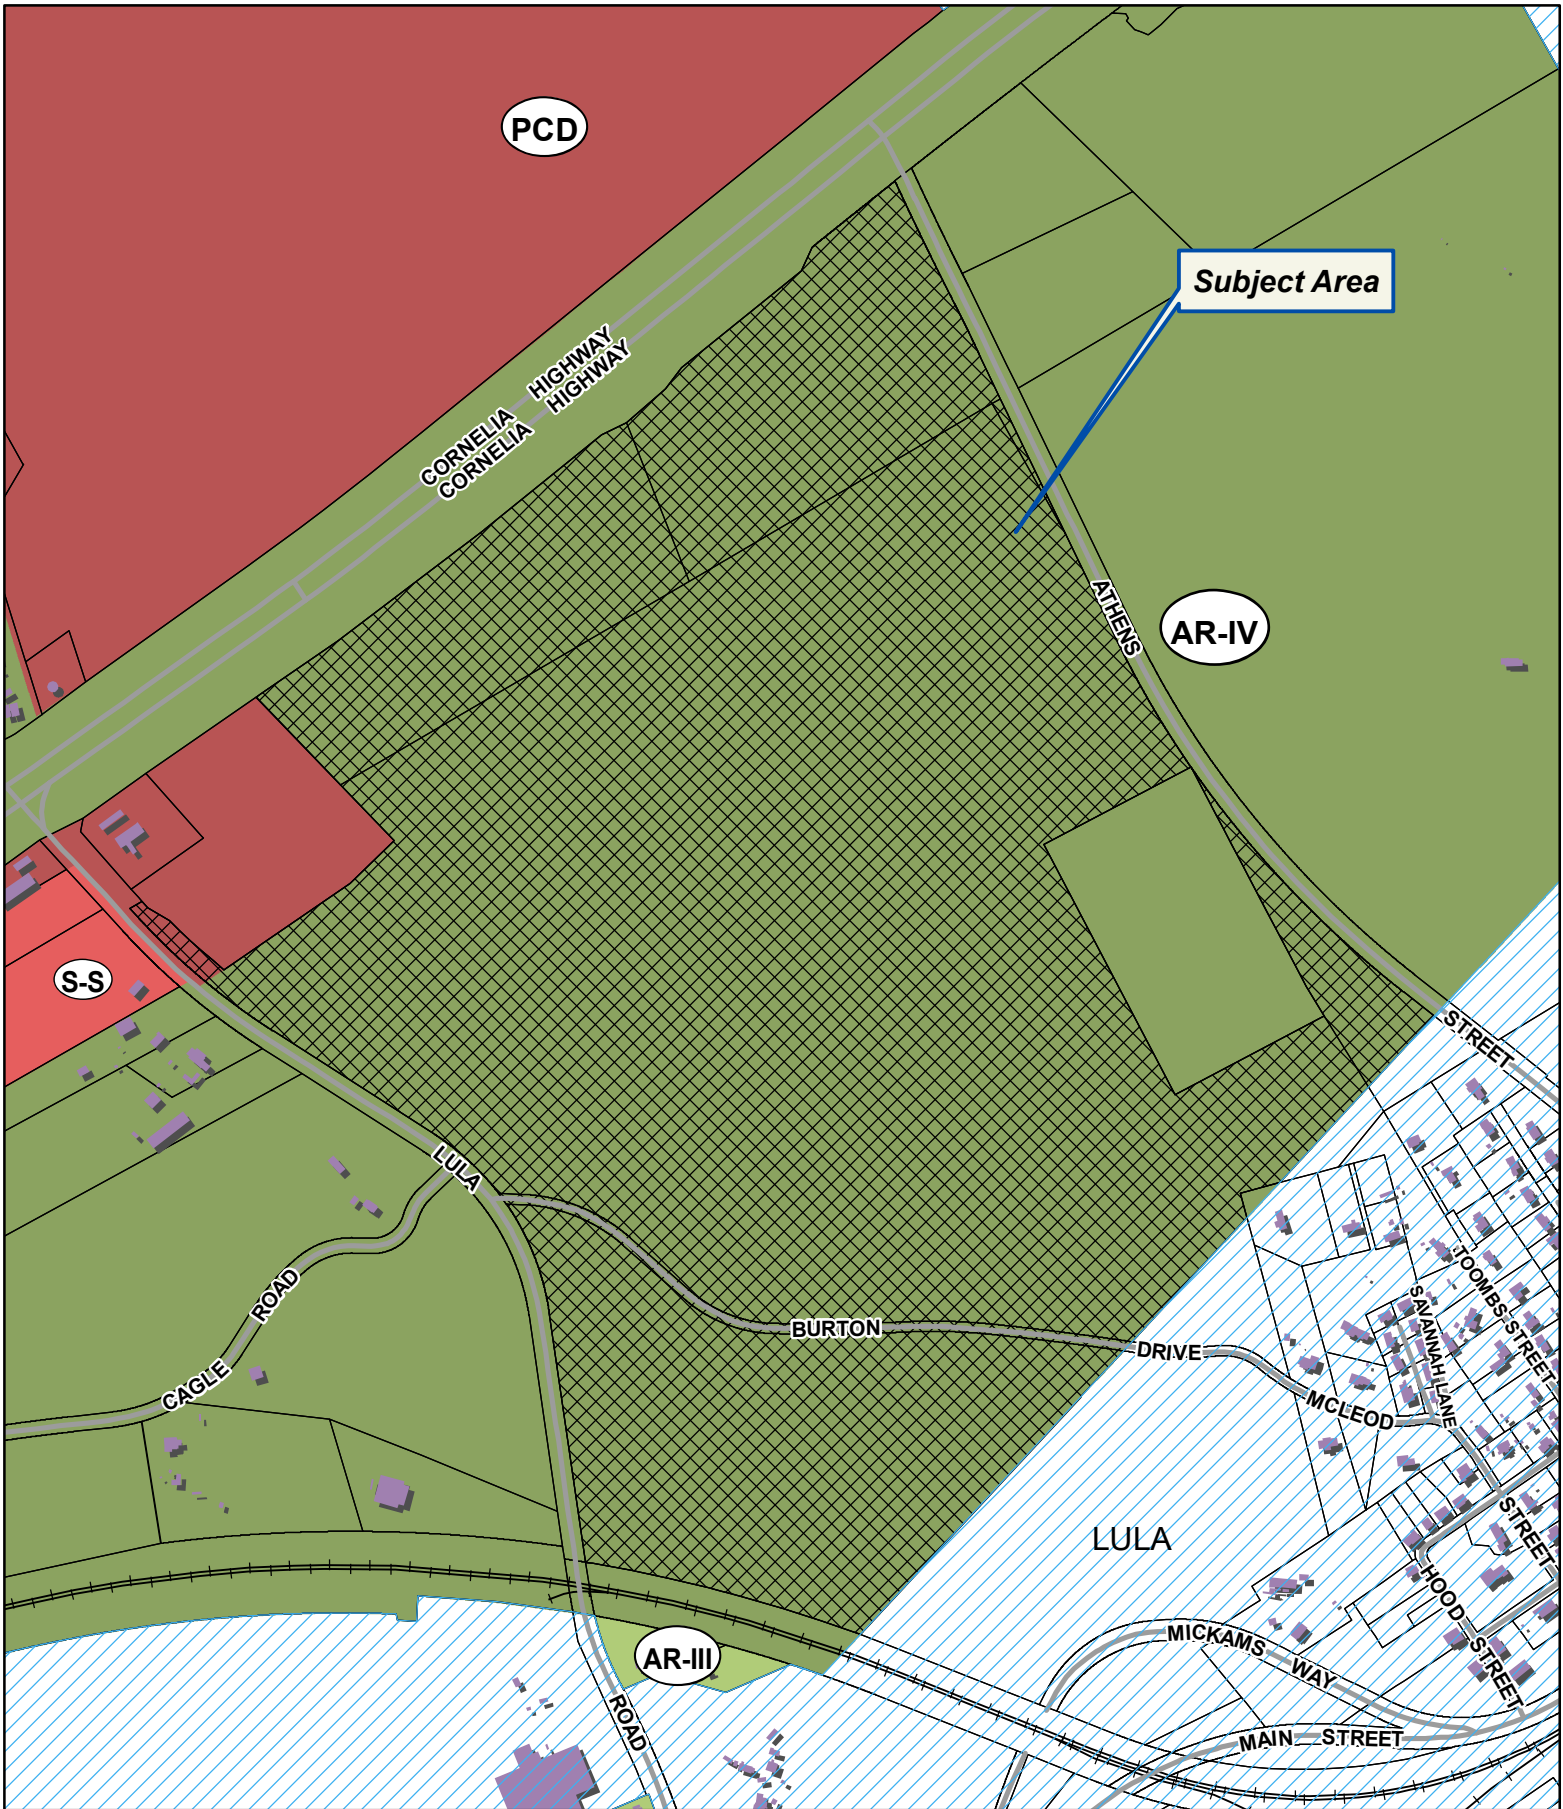 PCD
Subject Area
CORNELIA HIGHWAY
CORNELIA HIGHWAY
ATHENS
AR-IV
S-S
STREET
LULA
TOOMBS STREET
SAVANNAH LANE
ROAD
BURTON
DRIVE
CAGLE
MCLEOD
STREET
LULA
HOOD
STREET
MICKAMS
WAY
AR-III
ROAD
MAIN STREET